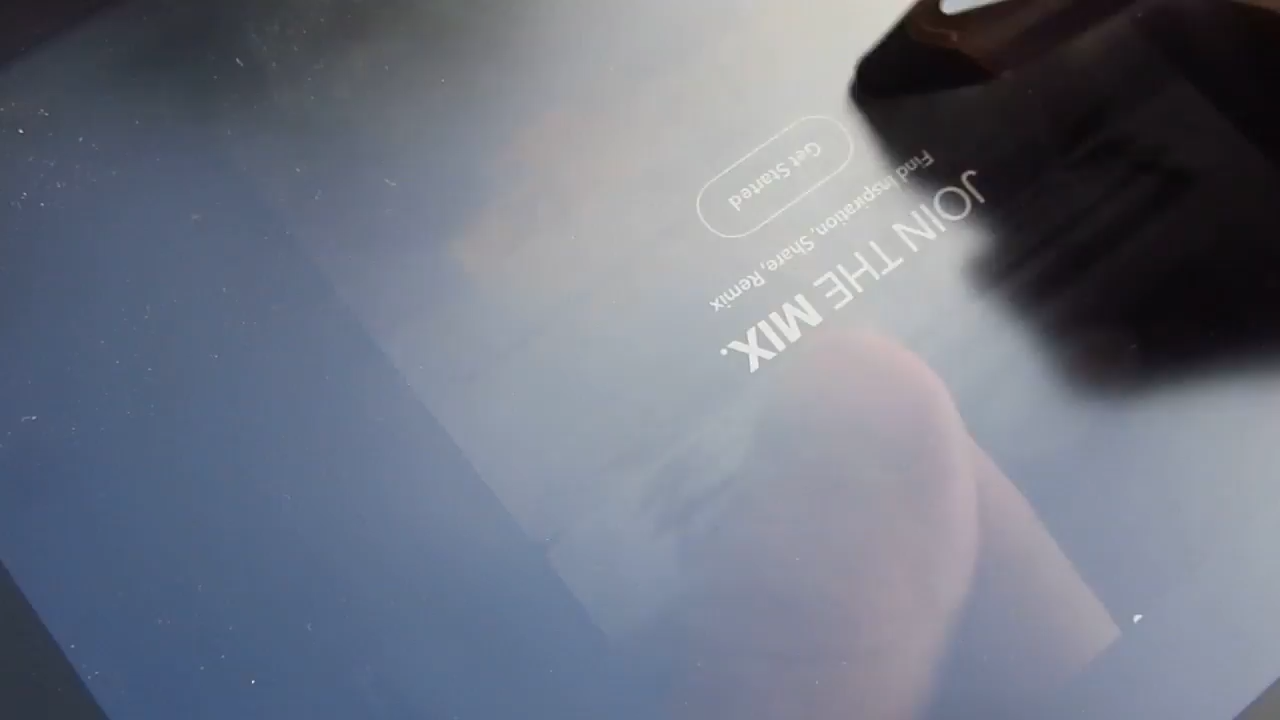 JOIN THE MIX.
Find Inspiration, Share, Remix
Get Started